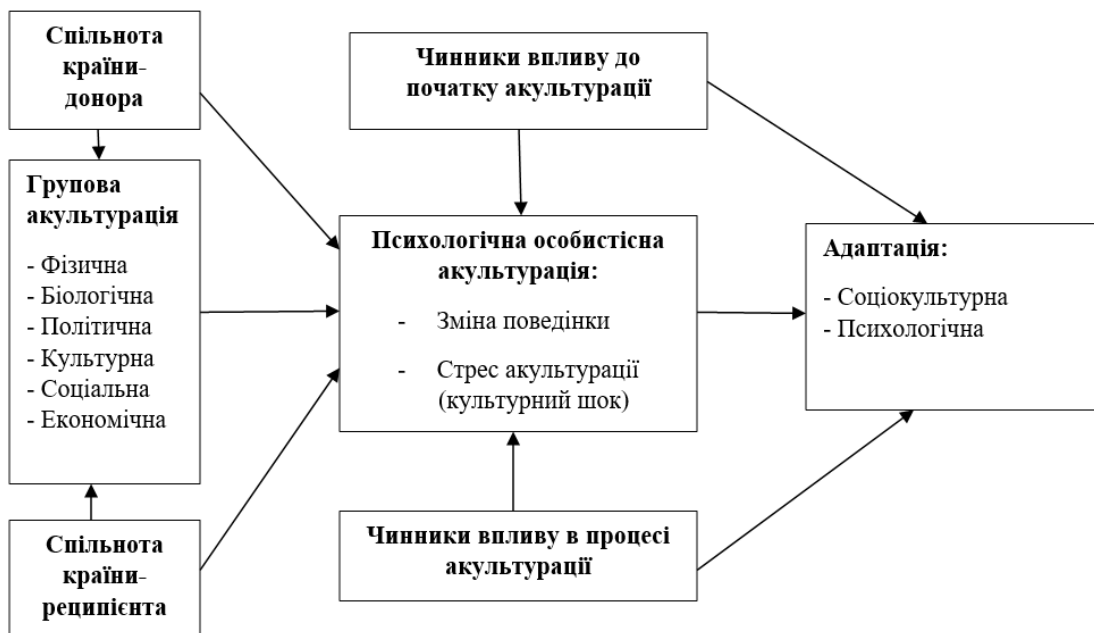 Спільнота
країни-
донора
Чинники впливу до
початку акультурації
Групова
акультурація
- Фізична
- Біологічна
- Політична
- Культурна
- Соціальна
- Економічна
Психологічна особистісна
акультурація:
- Зміна поведінки
- Стрес акультурації
(культурний шок)
Адаптація:
- Соціокультурна
- Психологічна
Спільнота
країни-
реципієнта
Чинники впливу в процесі
акультурації